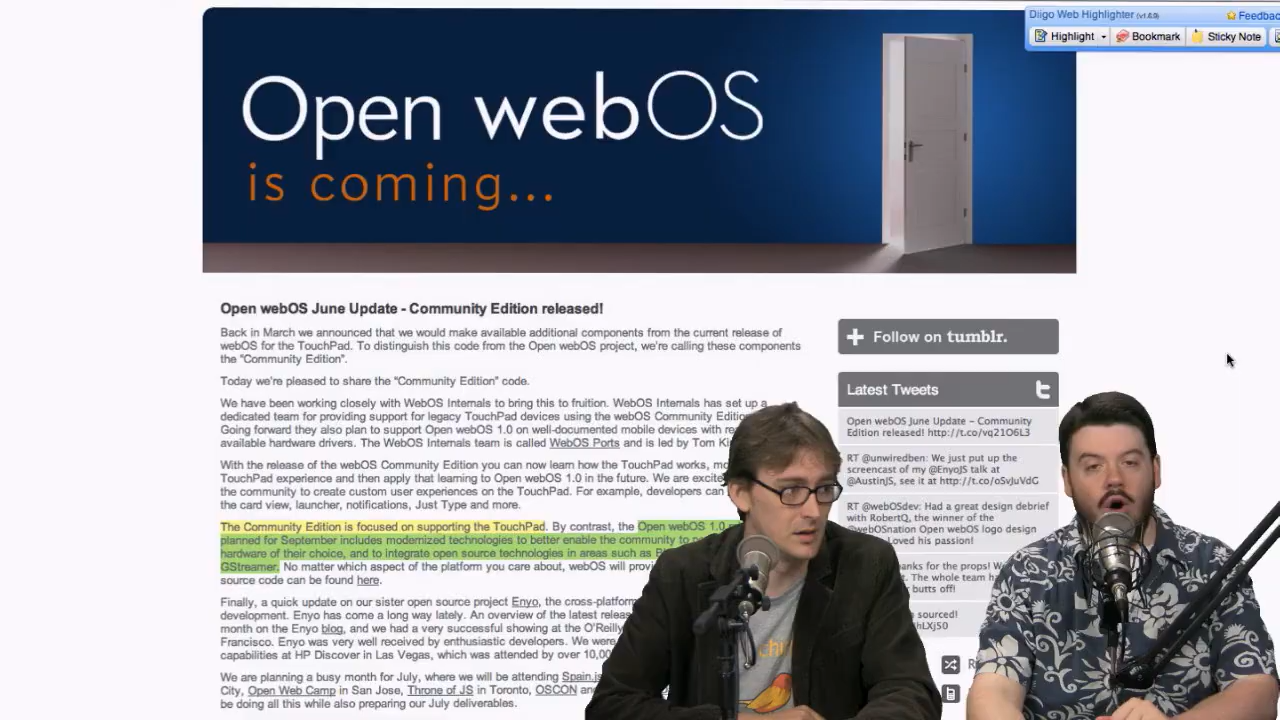 Diigo Web Highlighter (v1.6.9)
Feedbac
Highlight
Bookmark
Sticky Note
Open webOS
is coming...
Open webOS June Update - Community Edition released!
Back in March we announced that we would make available additional components from the current release of
webOS for the TouchPad. To distinguish this code from the Open webOS project, we're calling these components
the "Community Edition".
Today we're pleased to share the "Community Edition" code.
We have been working closely with WebOS Internals to bring this to fruition. WebOS Internals has set up a
dedicated team for providing support for legacy TouchPad devices using the webOS Community Edition
Going forward they also plan to support Open webOS 1.0 on well-documented mobile devices with
available hardware drivers. The WebOS Internals team is called WebOS Ports and is led by Tom
With the release of the webOS Community Edition you can now learn how the TouchPad works,
TouchPad experience and then apply that learning to Open webOS 1.0 in the future. We are
the community to create custom user experiences on the TouchPad. For example, developers can
the card view, launcher, notifications, Just Type and more.
The Community Edition is focused on supporting the TouchPad. By contrast, the Open webOS 1.0
planned for September includes modernized technologies to better enable the community to
hardware of their choice, and to integrate open source technologies in areas such as
GStreamer. No matter which aspect of the platform you care about, webOS will
source code can be found here.
Finally, a quick update on our sister open source project Enyo, the
development. Enyo has come a long way lately. An overview of the latest
month on the Enyo blog, and we had a very successful showing at the O'Reilly
Francisco. Enyo was very well received by enthusiastic developers. We were
capabilities at HP Discover in Las Vegas, which was attended by over
We are planning a busy month for July, where we will be attending Spain.js
City, Open Web Camp in San Jose, Throne of JS in Toronto, OSCON
be doing all this while also preparing our July deliverables.
Follow on tumblr.
Latest Tweets
Open webOS June Update – Community
Edition released! http://t.co/vq21O6L3
RT @unwiredben: We just put up the
screencast of my @EnyoJS talk at
@AustinJS, see it at http://t.co/oSvJuVdG
RT @webOSdev: Had a great design debrief
with RobertQ, the winner of the
@webOSnation Open webOS logo design
Loved his passion!
for the props!
The whole team
butts off!
sourced!